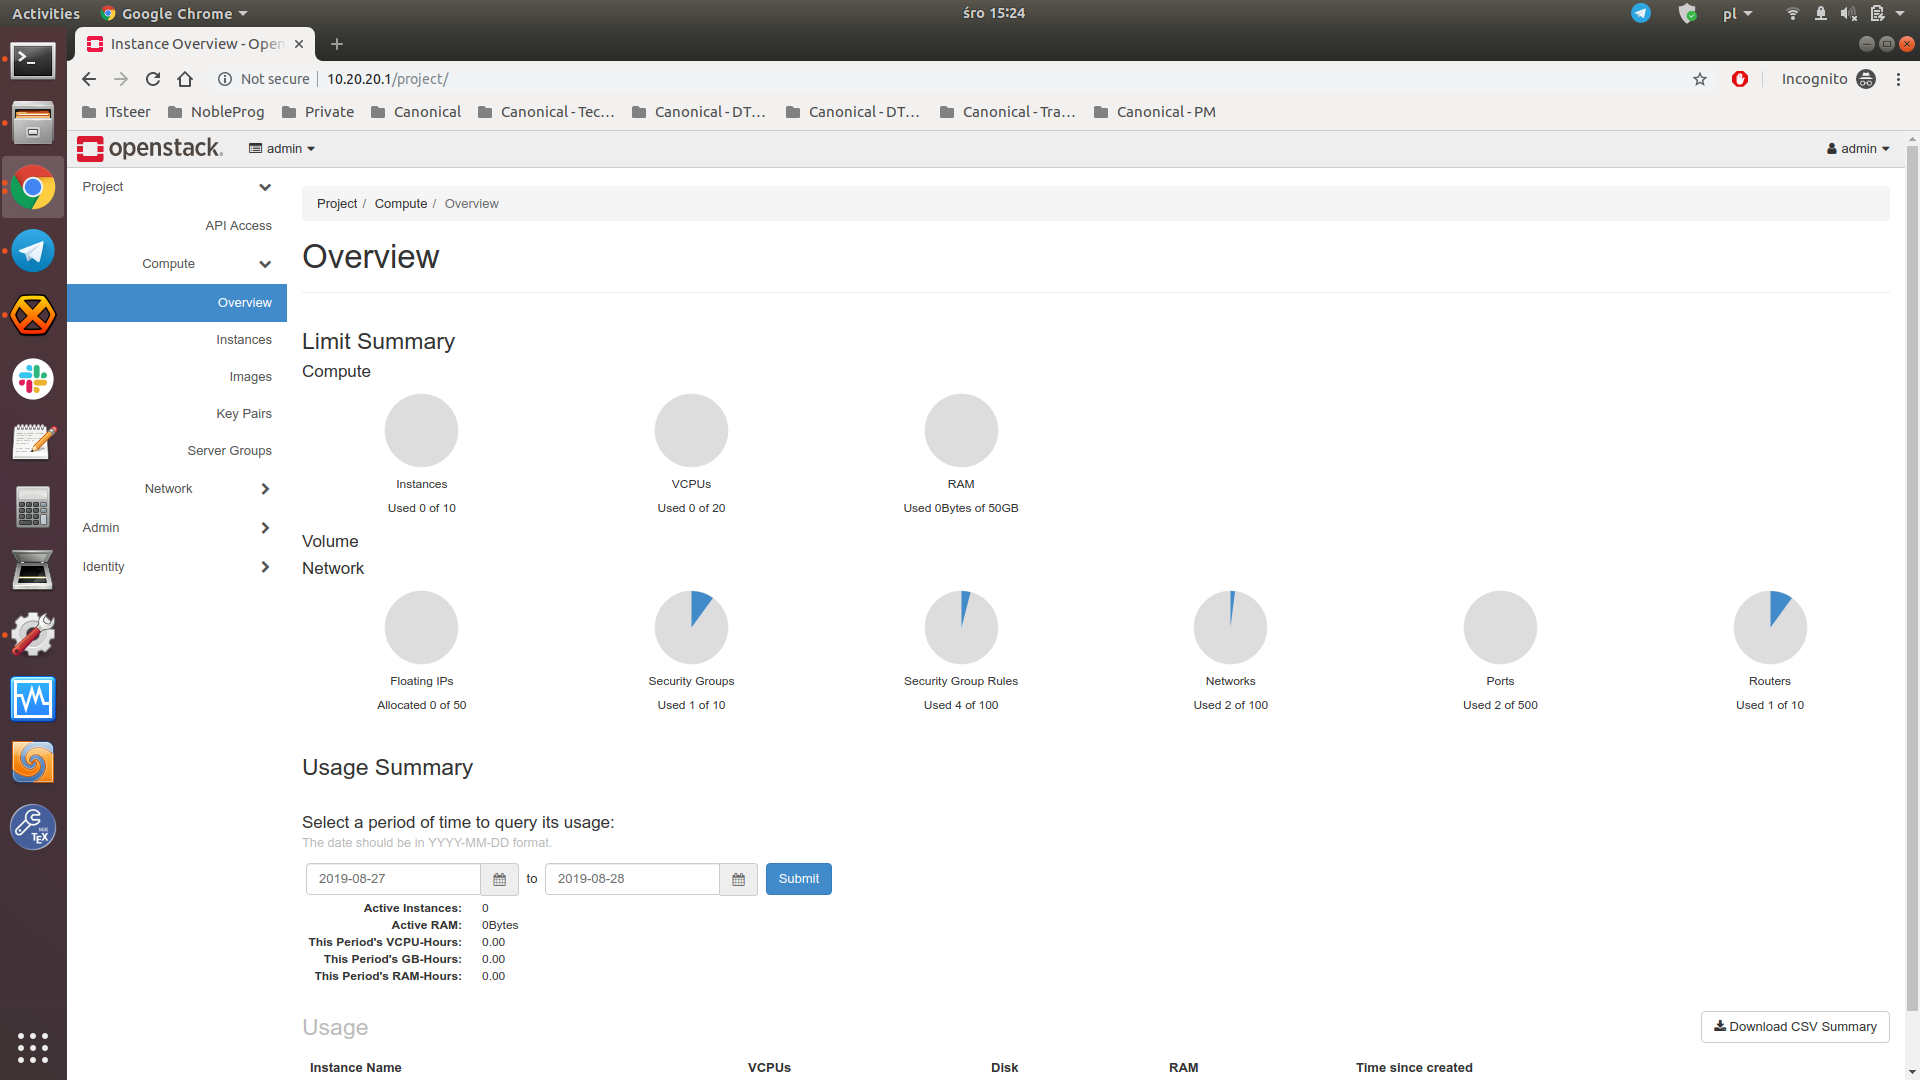 Activities Google Chrome śro 15:24 pl
Instance Overview - Open
Not secure 10.20.20.1/project/ Incognito
ITsteer NobleProg Private Canonical Canonical - Tec... Canonical - DT... Canonical - DT... Canonical - Tra... Canonical - PM
openstack. admin admin
Project
API Access
Compute
Overview
Instances
Images
Key Pairs
Server Groups
Network
Admin
Identity
Project / Compute / Overview
Overview
Limit Summary
Compute
Instances VCPUs RAM
Used 0 of 10 Used 0 of 20 Used 0Bytes of 50GB
Volume
Network
Floating IPs Security Groups Security Group Rules Networks Ports Routers
Allocated 0 of 50 Used 1 of 10 Used 4 of 100 Used 2 of 100 Used 2 of 500 Used 1 of 10
Usage Summary
Select a period of time to query its usage:
The date should be in YYYY-MM-DD format.
2019-08-27 to 2019-08-28 Submit
Active Instances: 0
Active RAM: 0Bytes
This Period's VCPU-Hours: 0.00
This Period's GB-Hours: 0.00
This Period's RAM-Hours: 0.00
Usage Download CSV Summary
Instance Name VCPUs Disk RAM Time since created